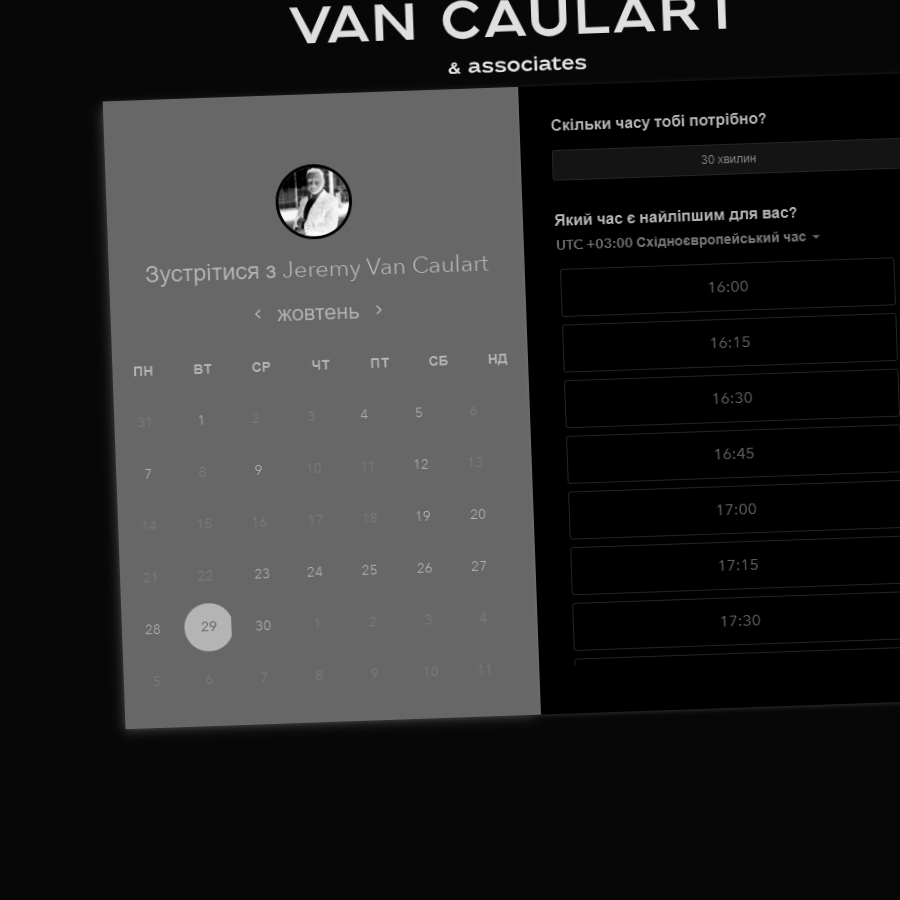 VAN CAULART
& associates
Зустрітися з Jeremy Van Caulart
жовтень
ПН ВТ СР ЧТ ПТ СБ НД
31 1 2 3 4 5 6
7 8 9 10 11 12 13
14 15 16 17 18 19 20
21 22 23 24 25 26 27
28 29 30 1 2 3 4
5 6 7 8 9 10 11
Скільки часу тобі потрібно?
30 хвилин
Який час є найліпшим для вас?
UTC +03:00 Східноєвропейський час
16:00
16:15
16:30
16:45
17:00
17:15
17:30